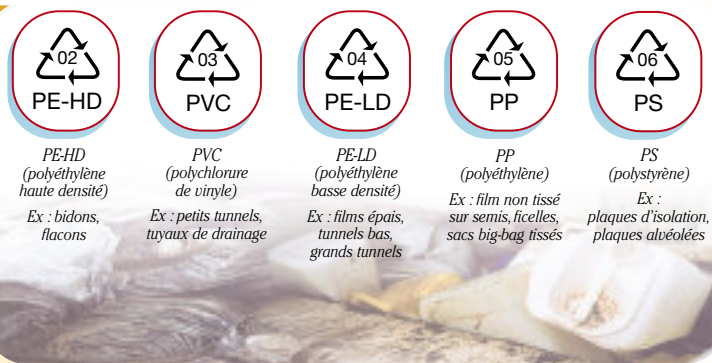 02
PE-HD
PE-HD
(polyéthylène
haute densité)
Ex : bidons,
flacons
03
PVC
PVC
(polychlorure
de vinyle)
Ex : petits tunnels,
tuyaux de drainage
04
PE-LD
PE-LD
(polyéthylène
basse densité)
Ex : films épais,
tunnels bas,
grands tunnels
05
PP
PP
(polyéthylène)
Ex : film non tissé
sur semis, ficelles,
sacs big-bag tissés
06
PS
PS
(polystyrène)
Ex :
plaques d'isolation,
plaques alvéolées